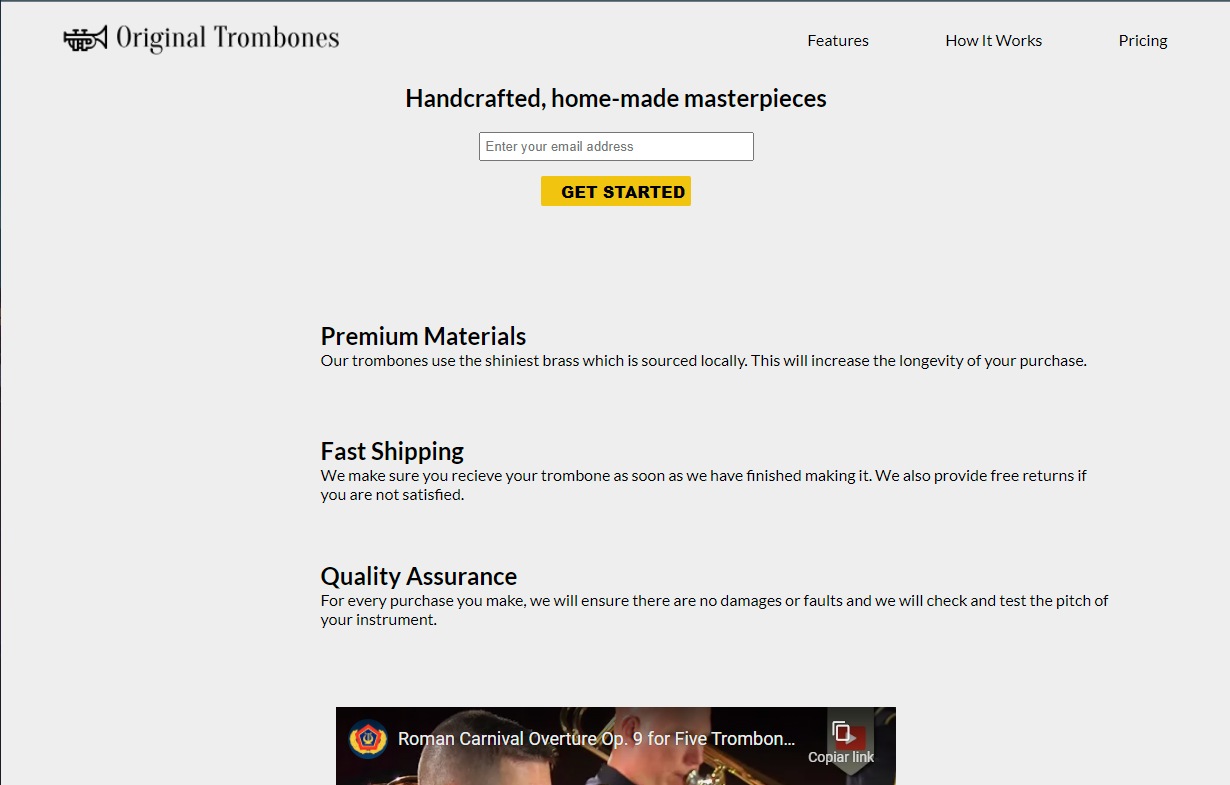 Original Trombones
Features
How It Works
Pricing
Handcrafted, home-made masterpieces
Enter your email address
GET STARTED
Premium Materials
Our trombones use the shiniest brass which is sourced locally. This will increase the longevity of your purchase.
Fast Shipping
We make sure you recieve your trombone as soon as we have finished making it. We also provide free returns if
you are not satisfied.
Quality Assurance
For every purchase you make, we will ensure there are no damages or faults and we will check and test the pitch of
your instrument.
Roman Carnival Overture Op. 9 for Five Trombon...
Copiar link